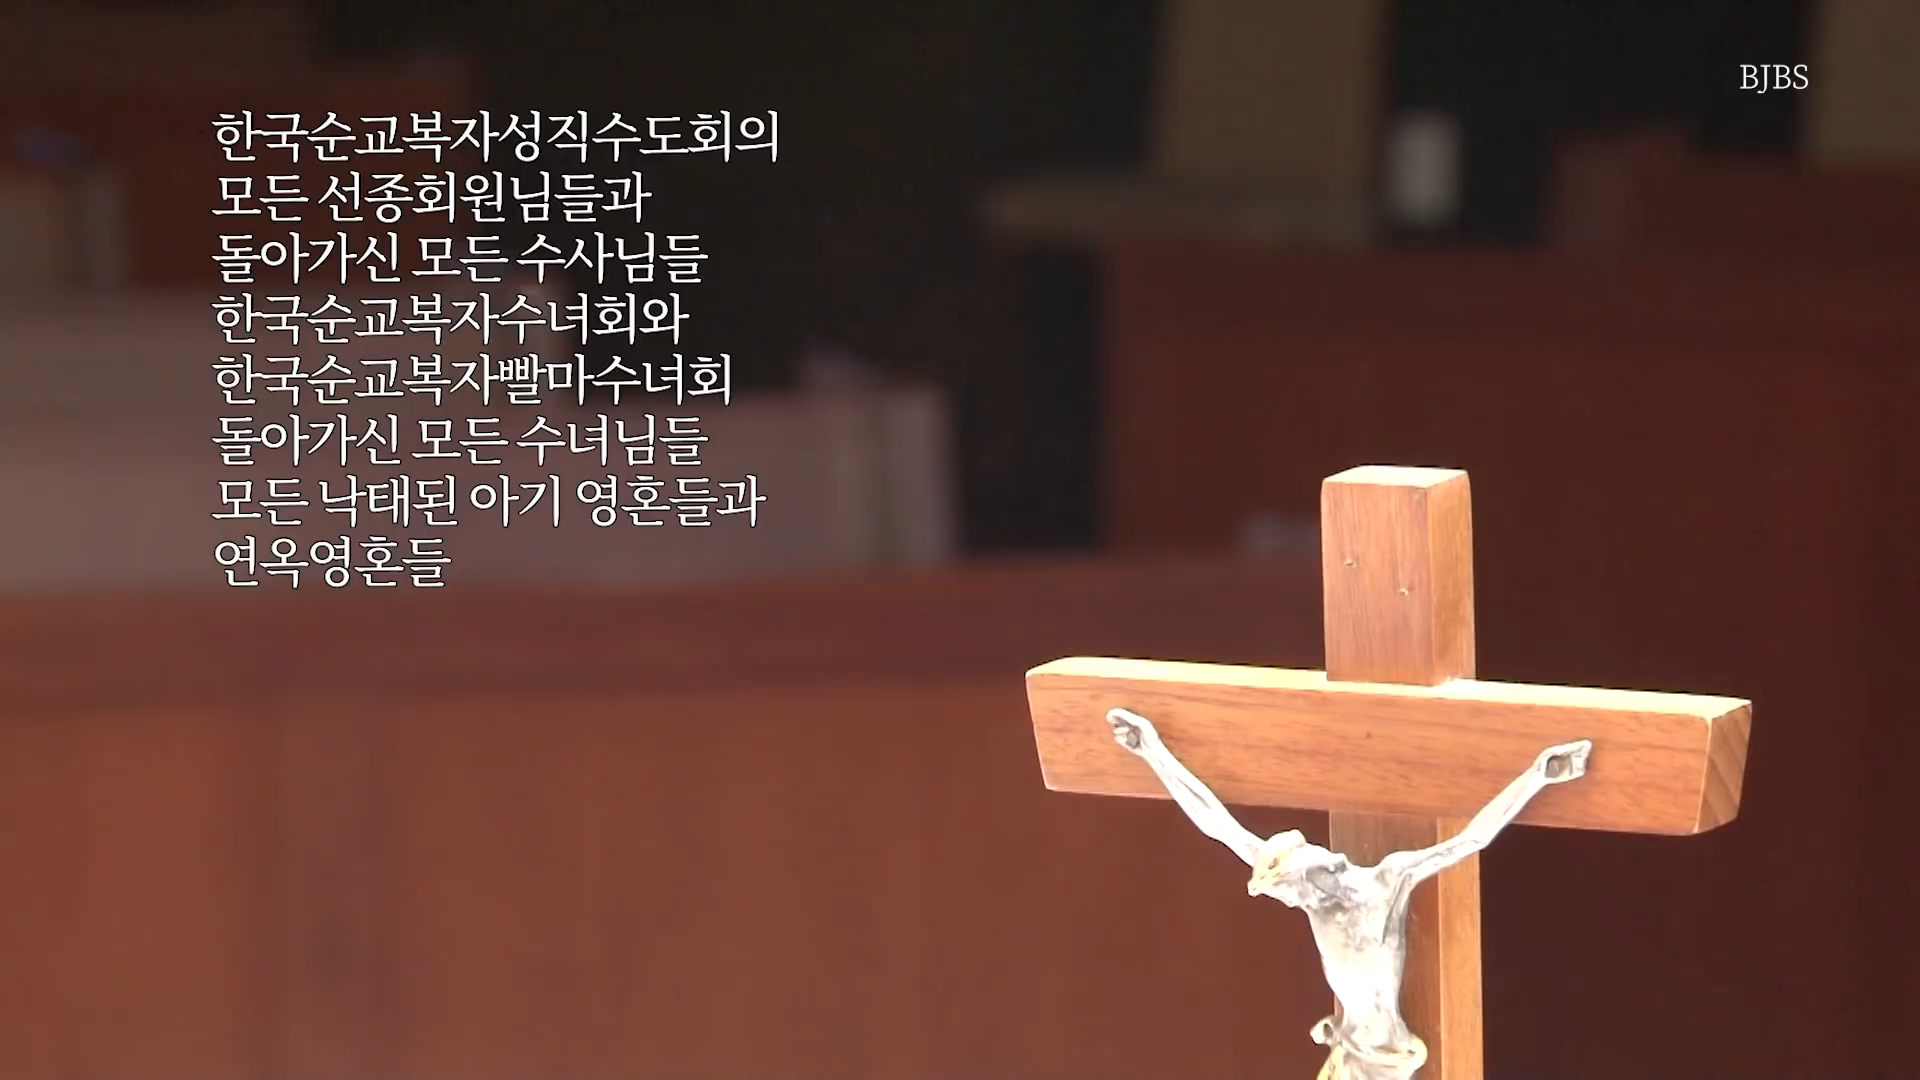 BJBS
한국순교복자성직수도회의
모든 선종회원님들과
돌아가신 모든 수사님들
한국순교복자수녀회와
한국순교복자빨마수녀회
돌아가신 모든 수녀님들
모든 낙태된 아기 영혼들과
연옥영혼들